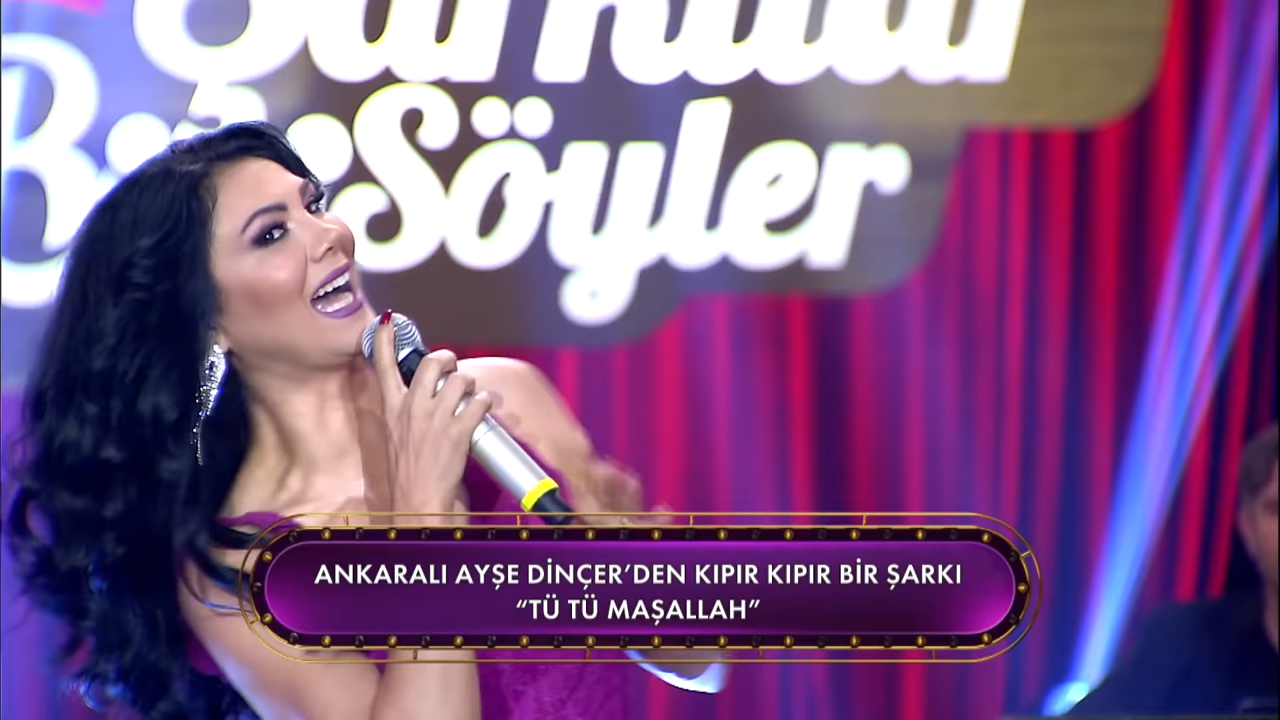 Söyler
ANKARALI AYŞE DİNÇER'DEN KIPIR KIPIR BİR ŞARKI
"TÜ TÜ MAŞALLAH"